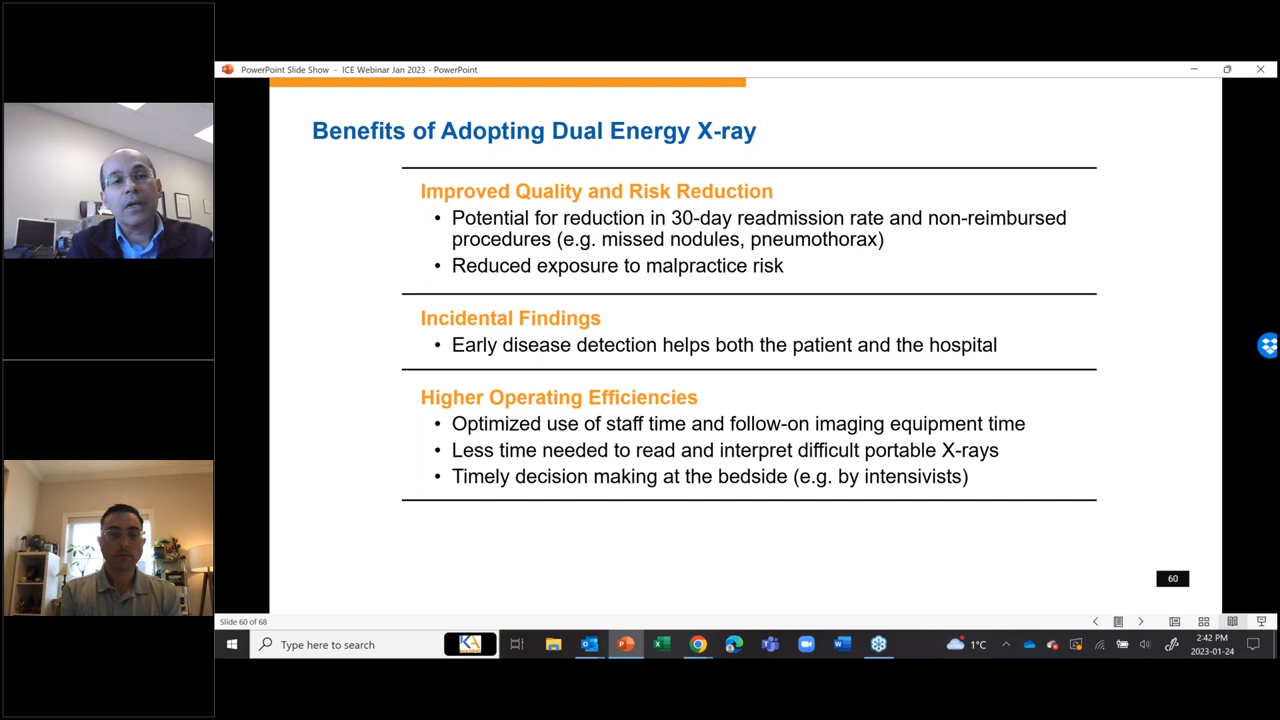 PowerPoint Slide Show - ICE Webinar Jan 2023 - PowerPoint
Benefits of Adopting Dual Energy X-ray
Improved Quality and Risk Reduction
• Potential for reduction in 30-day readmission rate and non-reimbursed
procedures (e.g. missed nodules, pneumothorax)
• Reduced exposure to malpractice risk
Incidental Findings
• Early disease detection helps both the patient and the hospital
Higher Operating Efficiencies
• Optimized use of staff time and follow-on imaging equipment time
• Less time needed to read and interpret difficult portable X-rays
• Timely decision making at the bedside (e.g. by intensivists)
60
Slide 60 of 68
Type here to search
1°C
2:42 PM
2023-01-24